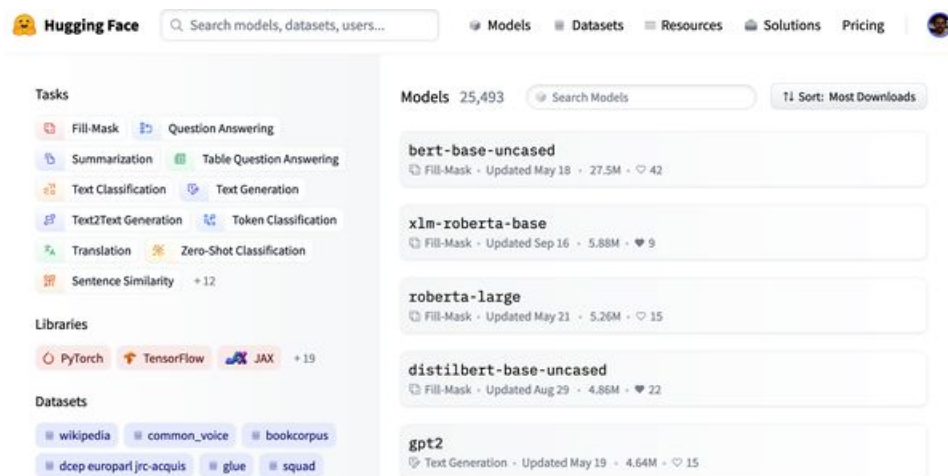 Hugging Face Search models, datasets, users... Models Datasets Resources Solutions Pricing
Tasks
Fill-Mask Question Answering
Summarization Table Question Answering
Text Classification Text Generation
Text2Text Generation Token Classification
Translation Zero-Shot Classification
Sentence Similarity +12
Libraries
PyTorch TensorFlow JAX +19
Datasets
wikipedia common_voice bookcorpus
dcep europarl jrc-acquis glue squad
Models 25,493 Search Models ↑↓ Sort: Most Downloads
bert-base-uncased
Fill-Mask • Updated May 18 • 27.5M • ♡ 42
xlm-roberta-base
Fill-Mask • Updated Sep 16 • 5.88M • ♥ 9
roberta-large
Fill-Mask • Updated May 21 • 5.26M • ♡ 15
distilbert-base-uncased
Fill-Mask • Updated Aug 29 • 4.86M • ♥ 22
gpt2
Text Generation • Updated May 19 • 4.64M • ♡ 15